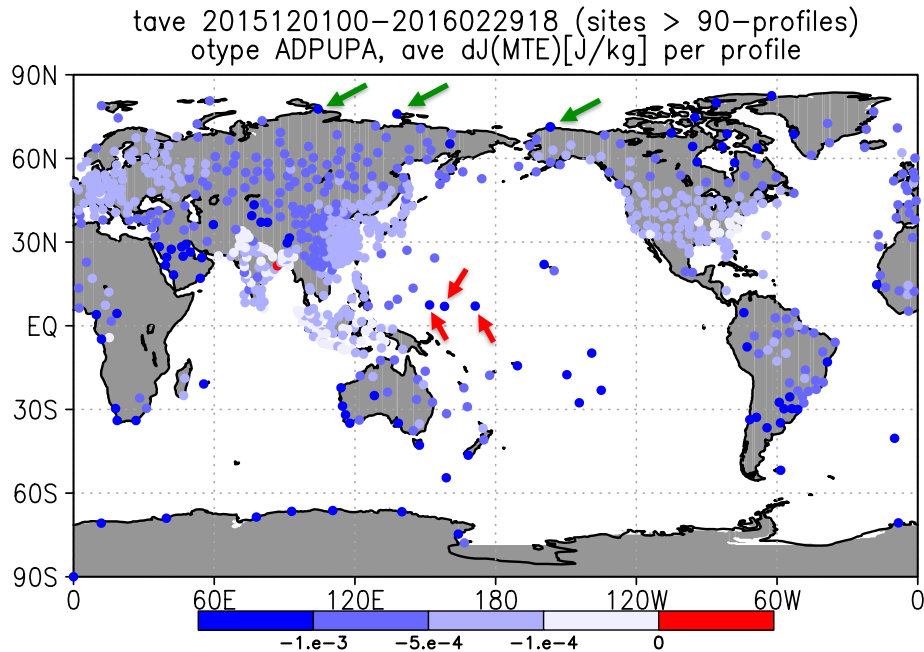 tave 2015120100-2016022918 (sites > 90-profiles)
otype ADPUPA, ave dJ(MTE)[J/kg] per profile
90N
60N
30N
EQ
30S
60S
90S
0 60E 120E 180 120W 60W 0
-1.e-3 -5.e-4 -1.e-4 0